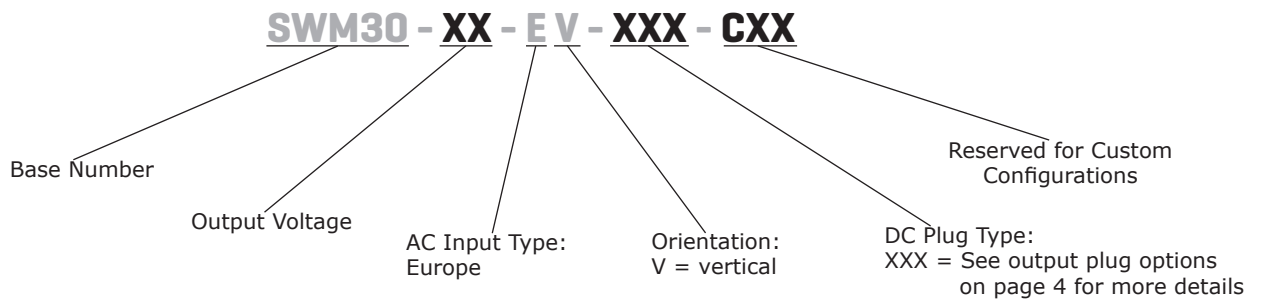 SWM30 - XX - E V - XXX - CXX
Base Number
Output Voltage
AC Input Type:
Europe
Orientation:
V = vertical
DC Plug Type:
XXX = See output plug options
on page 4 for more details
Reserved for Custom
Configurations